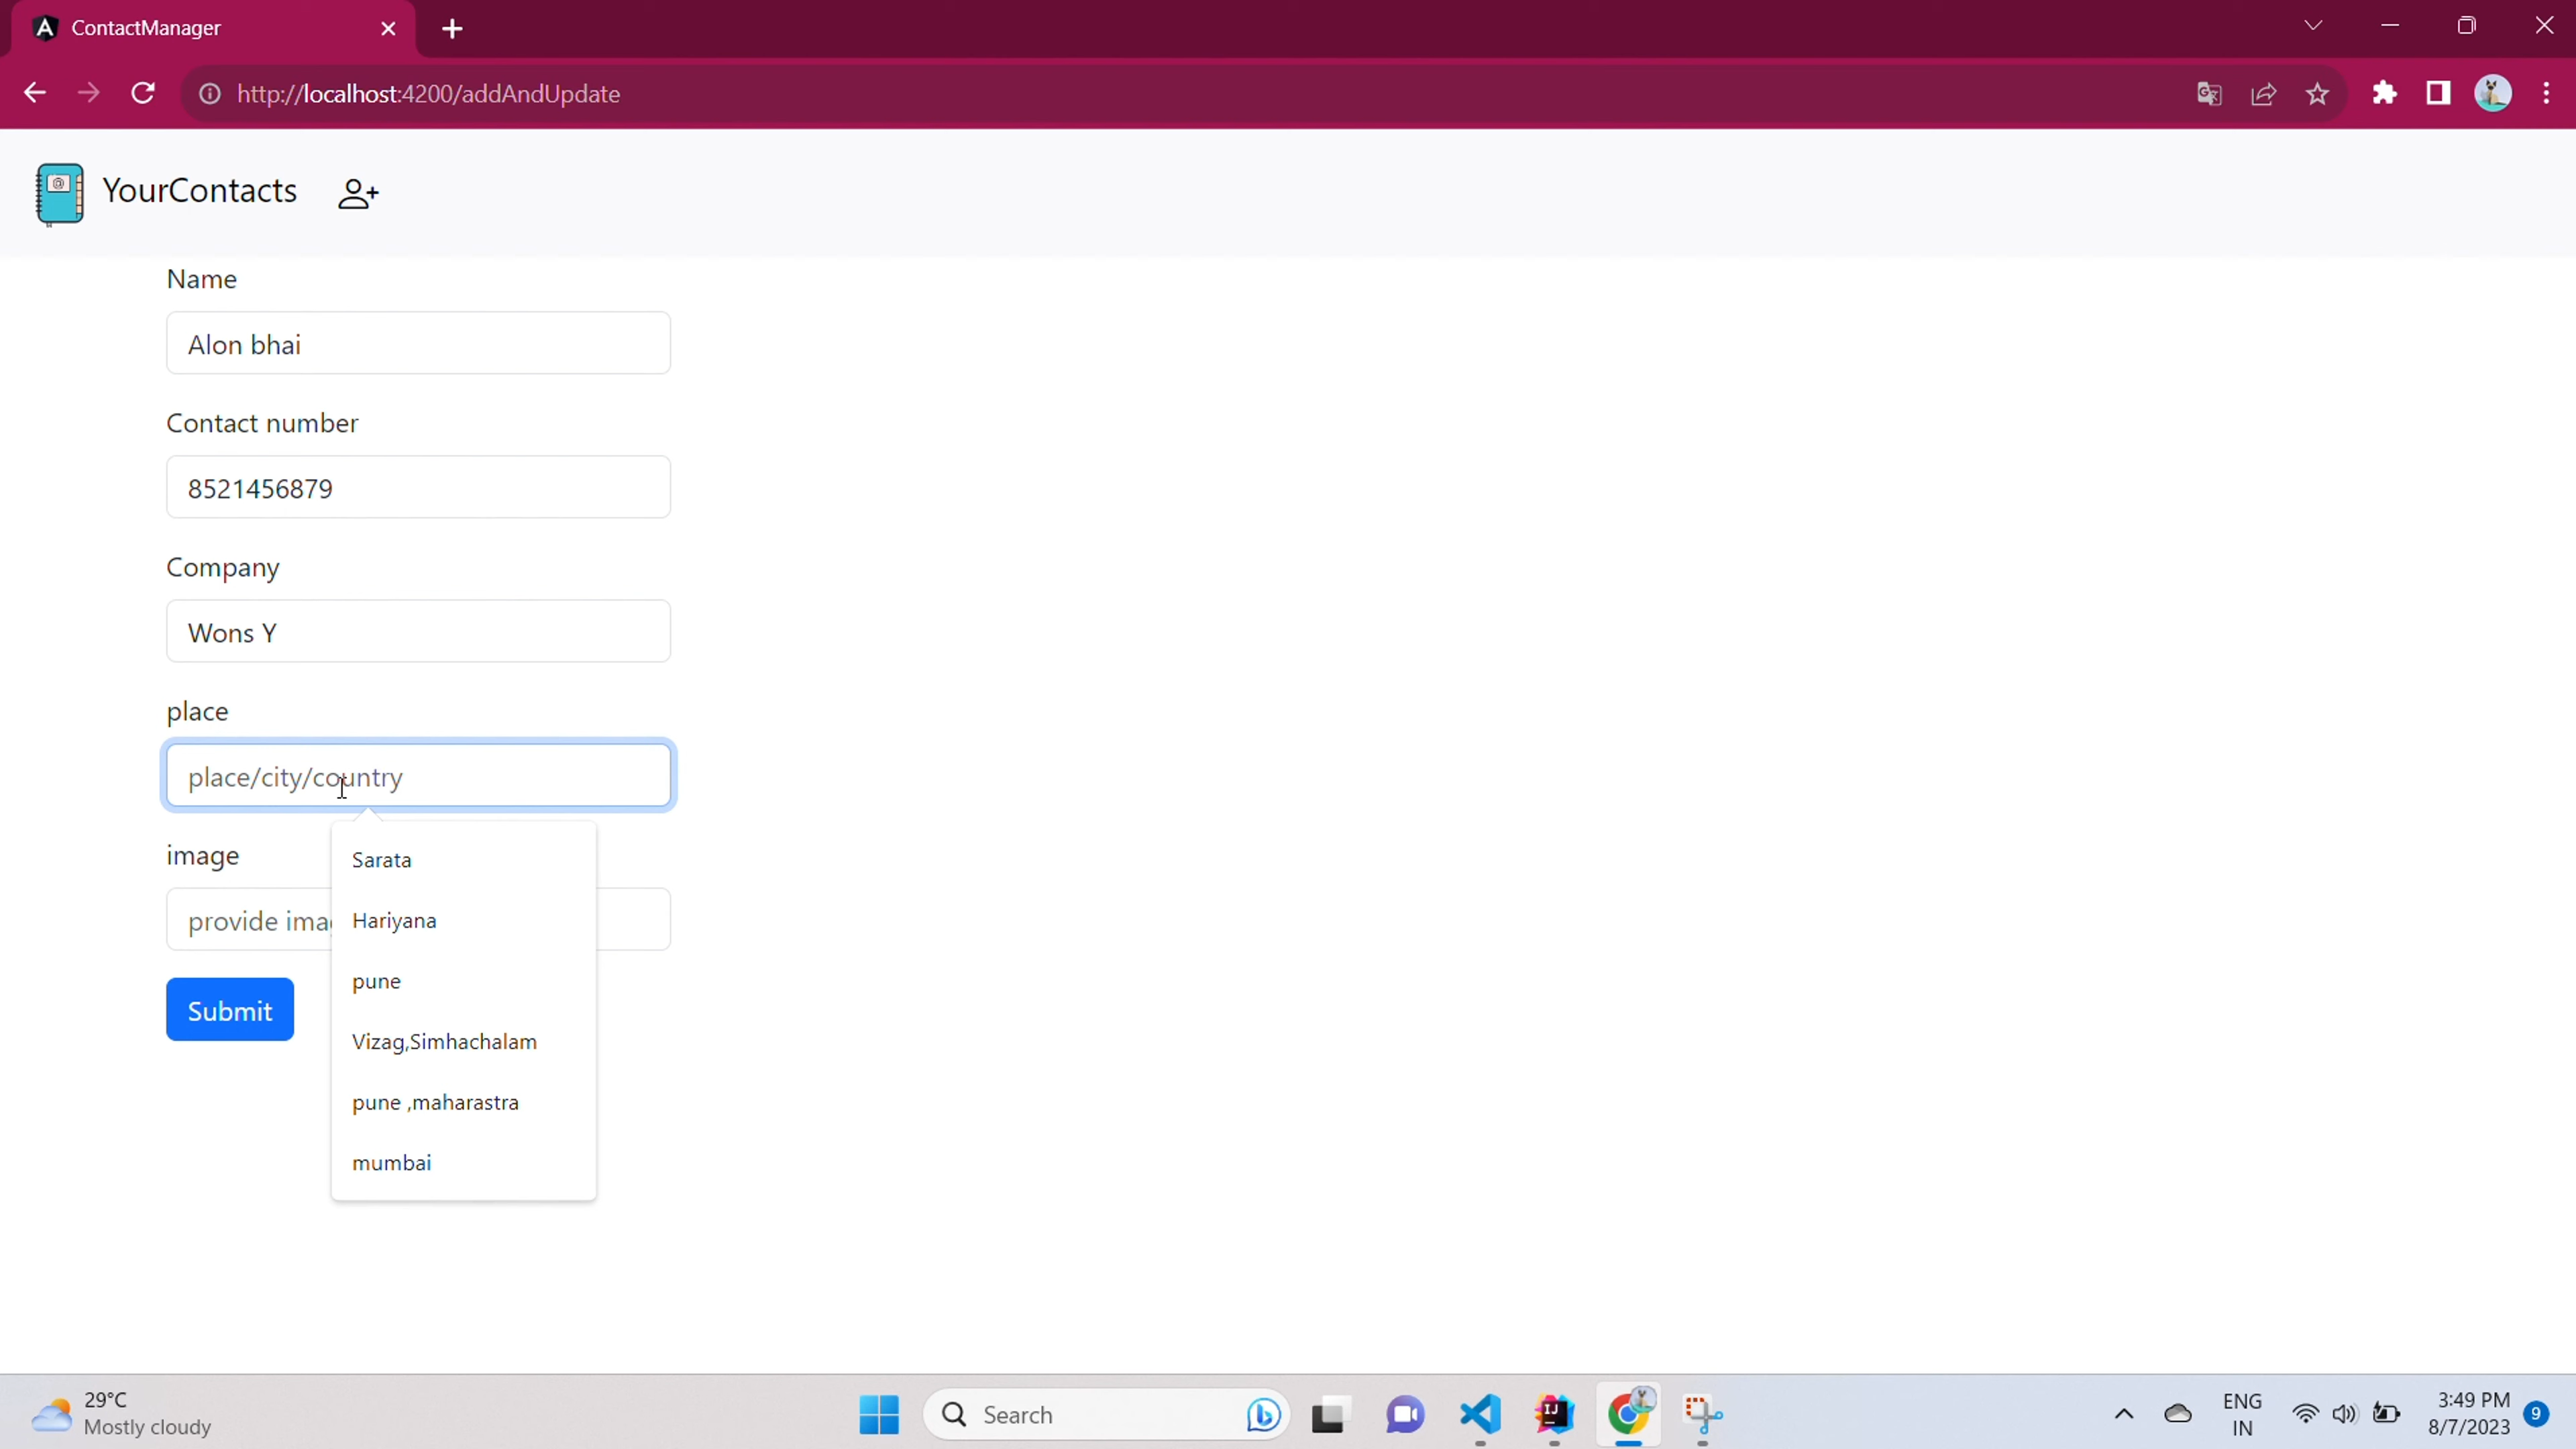 ContactManager
http://localhost:4200/addAndUpdate
YourContacts
Name
Alon bhai
Contact number
8521456879
Company
Wons Y
place
place/city/country
Sarata
image
Hariyana
provide ima
pune
Submit
Vizag,Simhachalam
pune ,maharastra
mumbai
29°C
Mostly cloudy
Search
ENG
IN
3:49 PM
8/7/2023
9